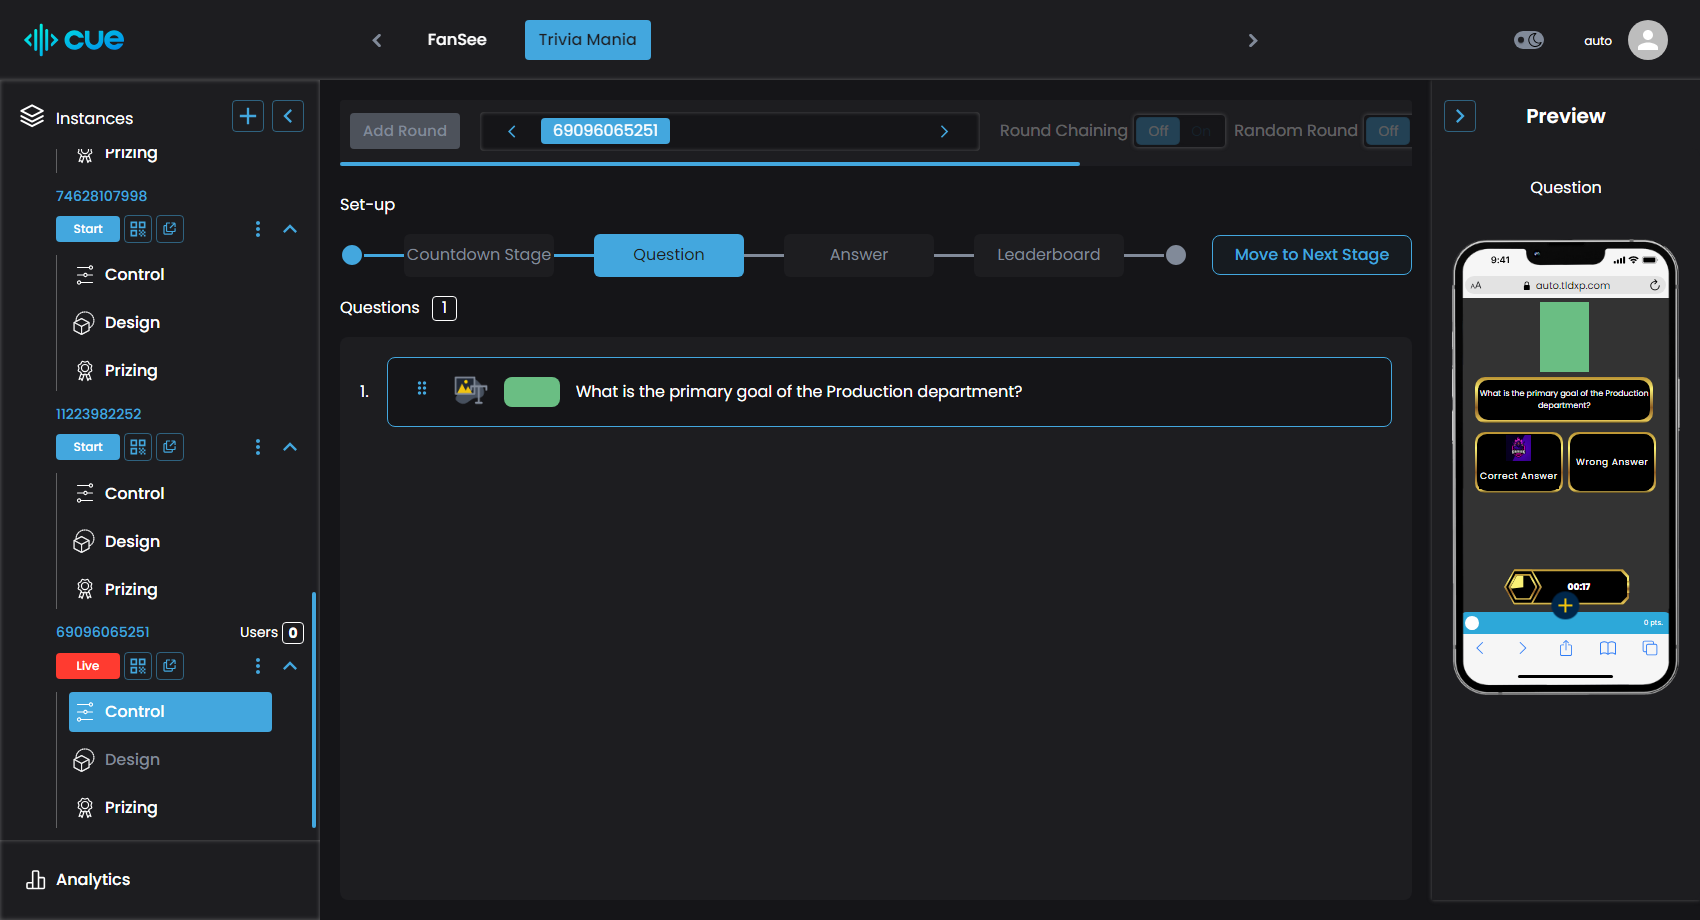 cue
FanSee
Trivia Mania
auto
Instances
Prizing
74628107998
Start
Control
Design
Prizing
11223982252
Start
Control
Design
Prizing
69096065251
Users 0
Live
Control
Design
Prizing
Analytics
Add Round
69096065251
Round Chaining
Off
On
Random Round
Off
Set-up
Countdown Stage
Question
Answer
Leaderboard
Move to Next Stage
Questions 1
1.
What is the primary goal of the Production department?
Preview
Question
9:41
AA
auto.tldxp.com
What is the primary goal of the Production
department?
Correct Answer
Wrong Answer
00:17
0 pts.